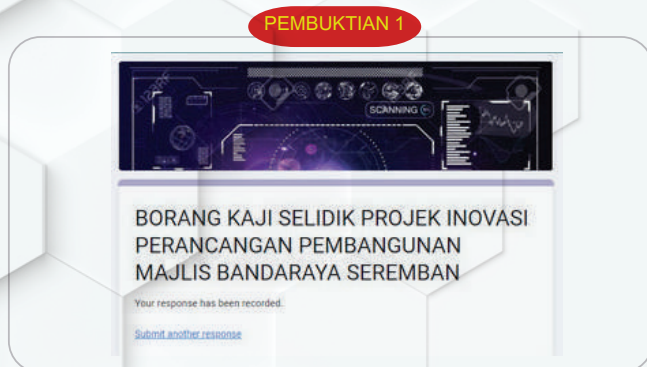 PEMBUKTIAN 1
SCANNING
BORANG KAJI SELIDIK PROJEK INOVASI
PERANCANGAN PEMBANGUNAN
MAJLIS BANDARAYA SEREMBAN
Your response has been recorded.
Submit another response